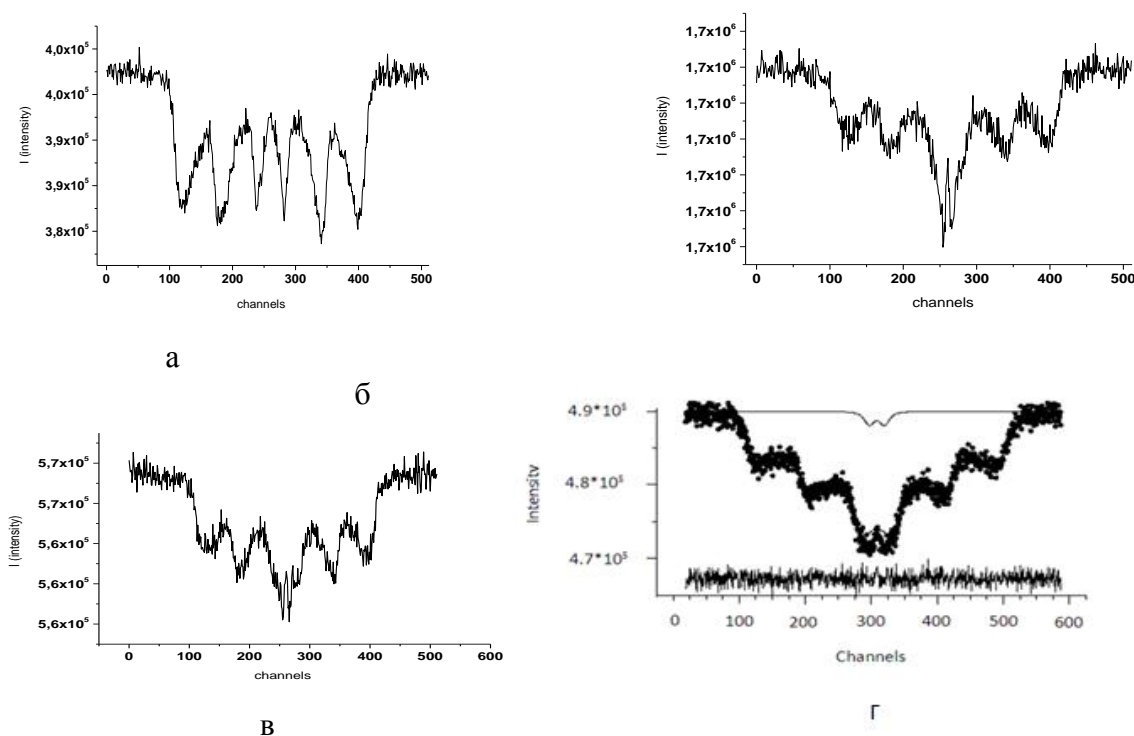 4,0x10⁵
4,0x10⁵
3,9x10⁵
3,9x10⁵
3,8x10⁵
I (intensity)
0 100 200 300 400 500
channels
а
1,7x10⁶
1,7x10⁶
1,7x10⁶
1,7x10⁶
1,7x10⁶
1,7x10⁶
1,7x10⁶
I (intensity)
0 100 200 300 400 500
channels
б
5,7x10⁵
5,7x10⁵
5,6x10⁵
5,6x10⁵
5,6x10⁵
I (intensity)
0 100 200 300 400 500 600
channels
в
4.9*10⁵
4.8*10⁵
4.7*10⁵
Intensity
0 100 200 300 400 500 600
Channels
г